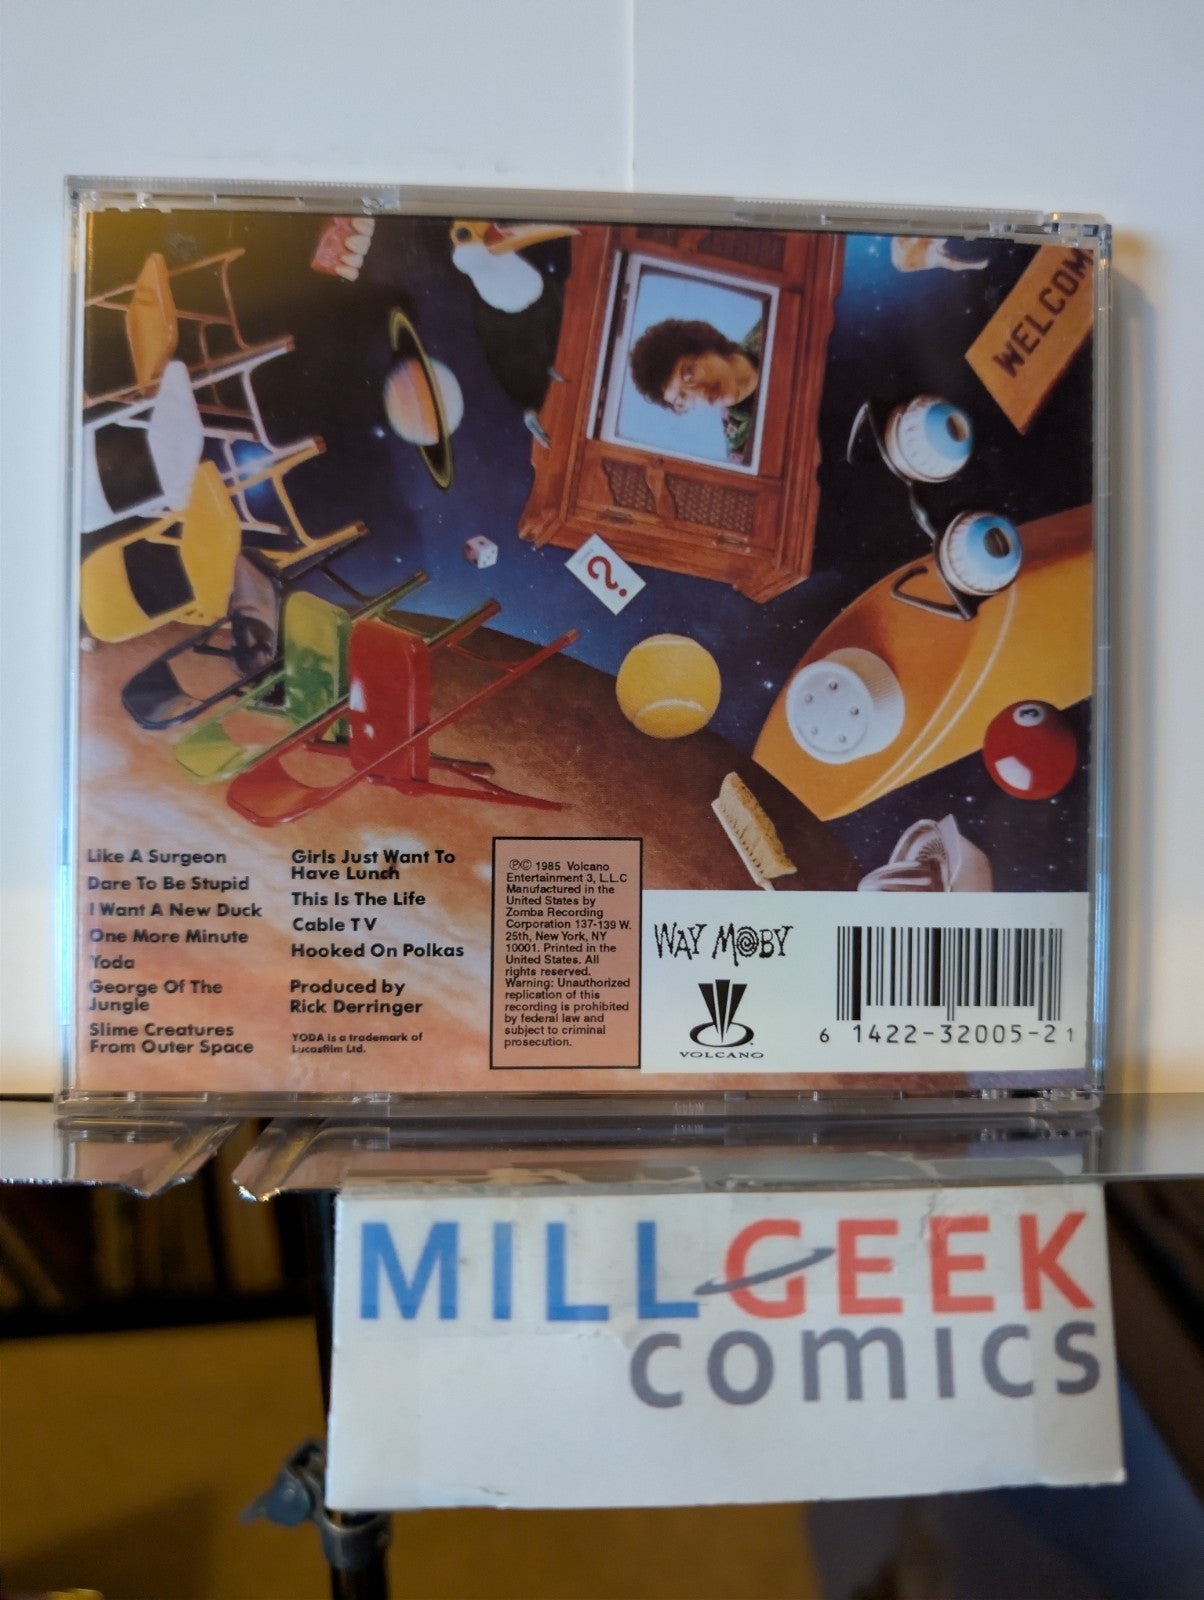 WELCOM
?
3
Like A Surgeon
Dare To Be Stupid
I Want A New Duck
One More Minute
Yoda
George Of The
Jungle
Slime Creatures
From Outer Space
Girls Just Want To
Have Lunch
This Is The Life
Cable TV
Hooked On Polkas
Produced by
Rick Derringer
YODA is a trademark of
Lucasfilm Ltd.
℗© 1985 Volcano
Entertainment 3, L.L.C
Manufactured in the
United States by
Zomba Recording
Corporation 137-139 W.
25th, New York, NY
10001. Printed in the
United States. All
rights reserved.
Warning: Unauthorized
replication of this
recording is prohibited
by federal law and
subject to criminal
prosecution.
WAY MOBY
VOLCANO
6 14422-32005-2 1
MILLGEEK
comics